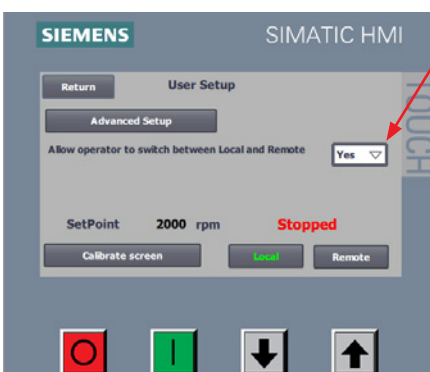 SIEMENS SIMATIC HMI
Return User Setup
Advanced Setup
Allow operator to switch between Local and Remote Yes
SetPoint 2000 rpm Stopped
Calibrate screen Local Remote
TOUCH